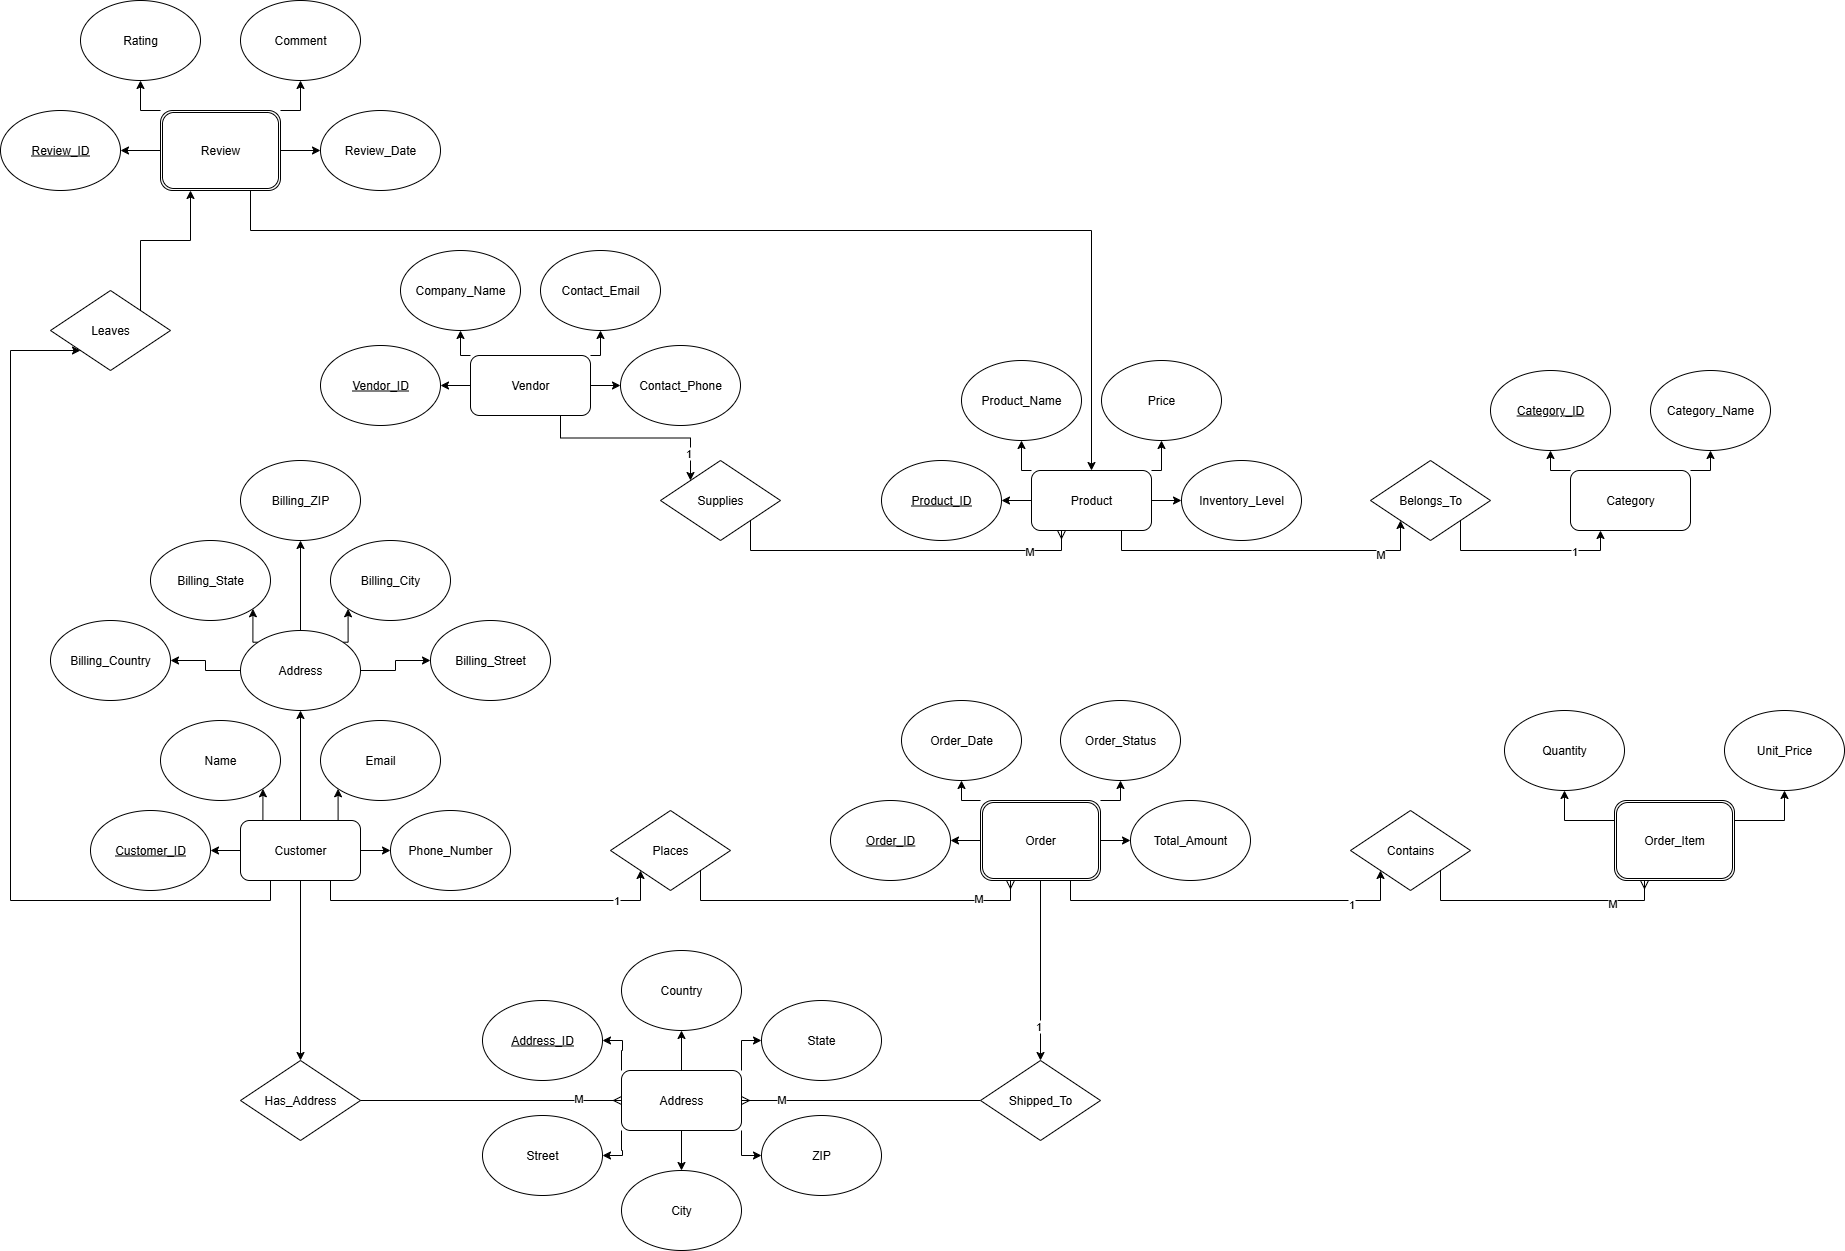 Rating
Comment
Review_ID
Review
Review_Date
Leaves
Company_Name
Contact_Email
Vendor_ID
Vendor
Contact_Phone
1
Supplies
M
Product_Name
Price
Product_ID
Product
Inventory_Level
M
Belongs_To
1
Category_ID
Category_Name
Category
Billing_ZIP
Billing_State
Billing_City
Billing_Country
Address
Billing_Street
Name
Email
Customer_ID
Customer
Phone_Number
1
Places
M
Order_Date
Order_Status
Order_ID
Order
Total_Amount
1
Contains
M
Quantity
Unit_Price
Order_Item
1
Has_Address
M
Address_ID
Country
State
Address
M
Shipped_To
Street
City
ZIP